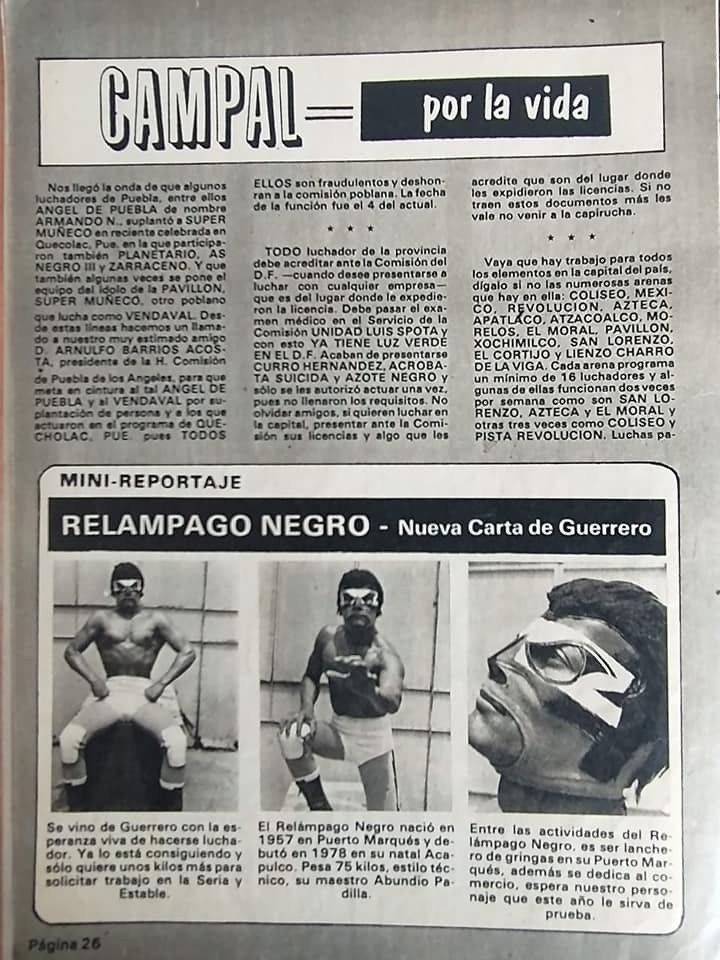 CAMPAL = por la vida
Nos llegó la onda de que algunos
luchadores de Puebla, entre ellos
ANGEL DE PUEBLA de nombre
ARMANDO N., suplantó a SUPER
MUÑECO en reciente celebrada en
Quecolac, Pue. en la que participa-
ron también PLANETARIO, AS
NEGRO III y ZARRACENO. Y que
también algunas veces se pone el
equipo del ídolo de la PAVILLON,
SUPER MUÑECO, otro poblano
que lucha como VENDAVAL. Des-
de estas líneas hacemos un llama-
do a nuestro muy estimado amigo
D. ARNULFO BARRIOS ACOS-
TA, presidente de la H. Comisión
de Puebla de los Angeles, para que
meta en cintura al tal ANGEL DE
PUEBLA y al VENDAVAL por su-
plantación de persona y a los que
actuaron en el programa de QUE-
CHOLAC, PUE. pues TODOS
ELLOS son fraudulentos y deshon-
ran a la comisión poblana. La fecha
de la función fue el 4 del actual.
* * *
TODO luchador de la provincia
debe acreditar ante la Comisión del
D.F. —cuando desee presentarse a
luchar con cualquier empresa—
que es del lugar donde le expedie-
ron la licencia. Debe pasar el exa-
men médico en el Servicio de la
Comisión UNIDAD LUIS SPOTA y
con esto YA TIENE LUZ VERDE
EN EL D.F. Acaban de presentarse
CURRO HERNANDEZ, ACROBA-
TA SUICIDA y AZOTE NEGRO y
sólo se les autorizó actuar una vez,
pues no llenaron los requisitos. No
olvidar amigos, si quieren luchar en
la capital, presentar ante la Comi-
sión sus licencias y algo que les
acredite que son del lugar donde
les expidieron las licencias. Si no
traen estos documentos más les
vale no venir a la capirucha.
* * *
Vaya que hay trabajo para todos
los elementos en la capital del país,
dígalo si no las numerosas arenas
que hay en ella: COLISEO, MEXI-
CO, REVOLUCION, AZTECA,
APATLACO, ATZACOALCO, MO-
RELOS, EL MORAL, PAVILLON,
XOCHIMILCO, SAN LORENZO,
EL CORTIJO y LIENZO CHARRO
DE LA VIGA. Cada arena programa
un mínimo de 16 luchadores y al-
gunas de ellas funcionan dos veces
por semana como son SAN LO-
RENZO, AZTECA y EL MORAL y
otras tres veces como COLISEO y
PISTA REVOLUCION. Luchas pa-
MINI-REPORTAJE
RELAMPAGO NEGRO - Nueva Carta de Guerrero
Se vino de Guerrero con la es-
peranza viva de hacerse lucha-
dor. Ya lo está consiguiendo y
sólo quiere unos kilos más para
solicitar trabajo en la Seria y
Estable.
El Relámpago Negro nació en
1957 en Puerto Marqués y de-
butó en 1978 en su natal Aca-
pulco. Pesa 75 kilos, estilo téc-
nico, su maestro Abundio Pa-
dilla.
Entre las actividades del Re-
lámpago Negro, es ser lanche-
ro de gringas en su Puerto Mar-
qués, además se dedica al co-
mercio, espera nuestro perso-
naje que este año le sirva de
prueba.
Página 26